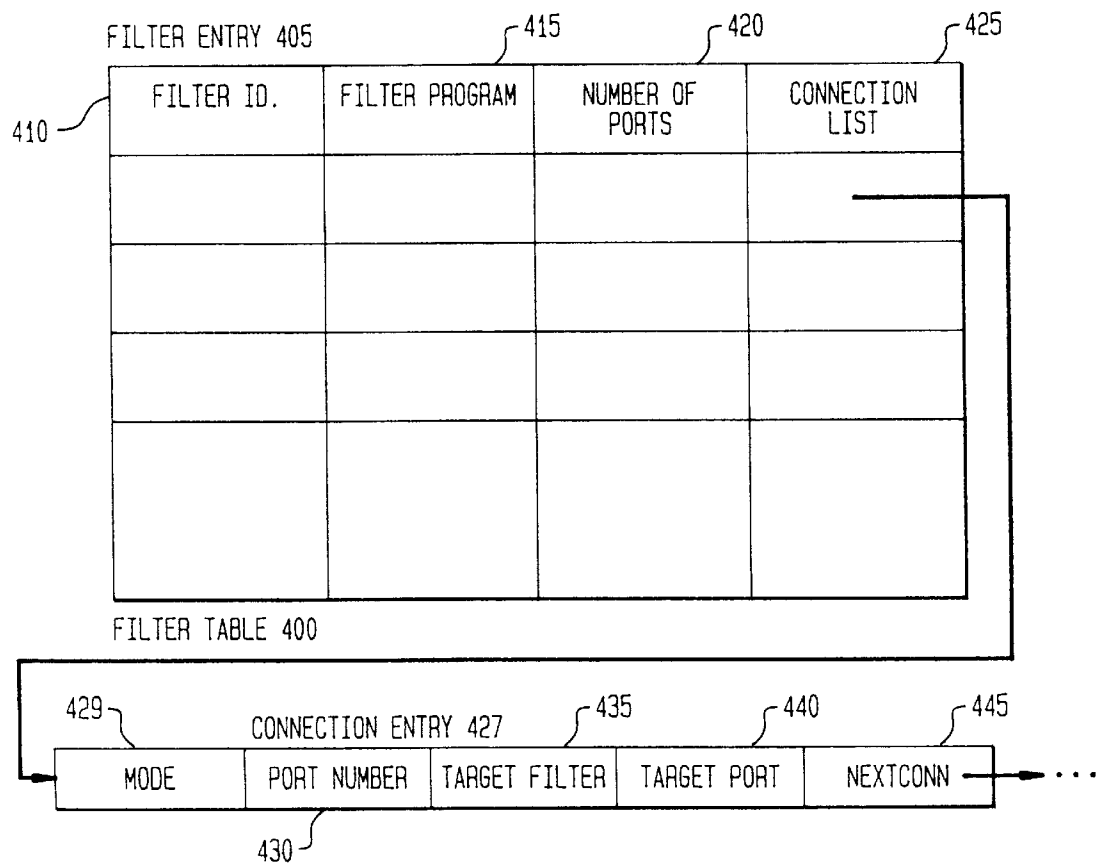 FILTER ENTRY 405
415
420
425
410
FILTER ID.
FILTER PROGRAM
NUMBER OF
PORTS
CONNECTION
LIST
FILTER TABLE 400
429
CONNECTION ENTRY 427
435
440
445
MODE
PORT NUMBER
TARGET FILTER
TARGET PORT
NEXTCONN
...
430